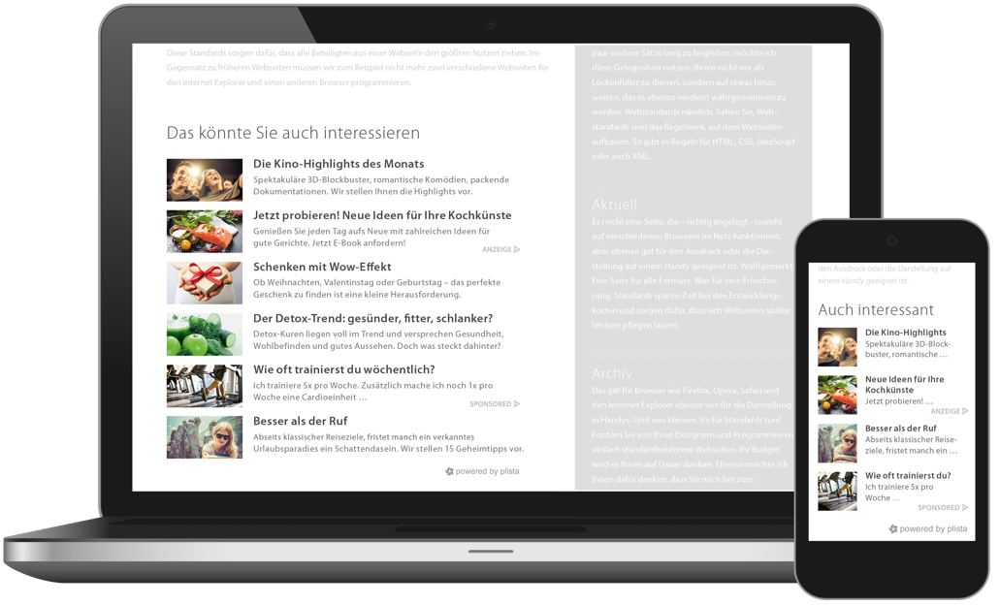 Diese Standards sorgen dafür, dass alle Beteiligten aus einer Webseite den größten Nutzen ziehen. Im
Gegensatz zu früheren Webseiten müssen wir zum Beispiel nicht mehr zwei verschiedene Webseiten für
den Internet Explorer und einen anderen Browser programmieren.
Das könnte Sie auch interessieren
Die Kino-Highlights des Monats
Spektakuläre 3D-Blockbuster, romantische Komödien, packende
Dokumentationen. Wir stellen Ihnen die Highlights vor.
Jetzt probieren! Neue Ideen für Ihre Kochkünste
Genießen Sie jeden Tag aufs Neue mit zahlreichen Ideen für
gute Gerichte. Jetzt E-Book anfordern!
ANZEIGE
Schenken mit Wow-Effekt
Ob Weihnachten, Valentinstag oder Geburtstag – das perfekte
Geschenk zu finden ist eine kleine Herausforderung.
Der Detox-Trend: gesünder, fitter, schlanker?
Detox-Kuren liegen voll im Trend und versprechen Gesundheit,
Wohlbefinden und gutes Aussehen. Doch was steckt dahinter?
Wie oft trainierst du wöchentlich?
Ich trainiere 5x pro Woche. Zusätzlich mache ich noch 1x pro
Woche eine Cardioeinheit …
SPONSORED
Besser als der Ruf
Abseits klassischer Reiseziele, fristet manch ein verkanntes
Urlaubsparadies ein Schattendasein. Wir stellen 15 Geheimtipps vor.
powered by plista
paar weitere Sätze lang zu begleiten, möchte ich
diese Gelegenheit nutzen, Ihnen nicht nur als
Lückenfüller zu dienen, sondern auf etwas hinzu-
weisen, das es ebenso verdient wahrgenommen zu
werden: Webstandards nämlich. Sehen Sie, Web-
standards sind das Regelwerk, auf dem Webseiten
aufbauen. So gibt es Regeln für HTML, CSS, JavaScript
oder auch XML.
Aktuell
Es reicht eine Seite, die – richtig angelegt - sowohl
auf verschiedenen Browsern im Netz funktioniert,
aber ebenso gut für den Ausdruck oder die Dar-
stellung auf einem Handy geeignet ist. Wohlgemerkt
Eine Seite für alle Formate. Was für eine Erleichte-
rung. Standards sparen Zeit bei den Entwicklungs-
kosten und sorgen dafür, dass sich Webseiten später
leichter pflegen lassen.
Archiv
Das gilt für Browser wie Firefox, Opera, Safari und
den Internet Explorer ebenso wie für die Darstellung
in Handys. Und was können Sie für Standards tun?
Fordern Sie von Ihren Designern und Programmieren
einfach standardkonforme Webseiten. Ihr Budget
wird es Ihnen auf Dauer danken. Ebenso möchte ich
Ihnen dafür danken, dass Sie mich bin zum
den Ausdruck oder die Darstellung auf
einem Handy geeignet ist.
Auch interessant
Die Kino-Highlights
Spektakuläre 3D-Block-
buster, romantische …
Neue Ideen für Ihre
Kochkünste
Jetzt probieren! …
ANZEIGE
Besser als der Ruf
Abseits klassischer Reise-
ziele, fristet manch ein …
Wie oft trainierst du?
Ich trainiere 5x pro
Woche …
SPONSORED
powered by plista